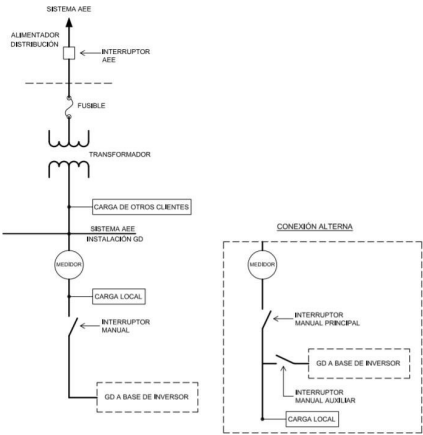 SISTEMA AEE
ALIMENTADOR
DISTRIBUCIÓN
INTERRUPTOR
AEE
FUSIBLE
TRANSFORMADOR
CARGA DE OTROS CLIENTES
SISTEMA AEE
INSTALACIÓN GD
MEDIDOR
CARGA LOCAL
INTERRUPTOR
MANUAL
GD A BASE DE INVERSOR
CONEXIÓN ALTERNA
MEDIDOR
INTERRUPTOR
MANUAL PRINCIPAL
GD A BASE DE INVERSOR
INTERRUPTOR
MANUAL AUXILIAR
CARGA LOCAL